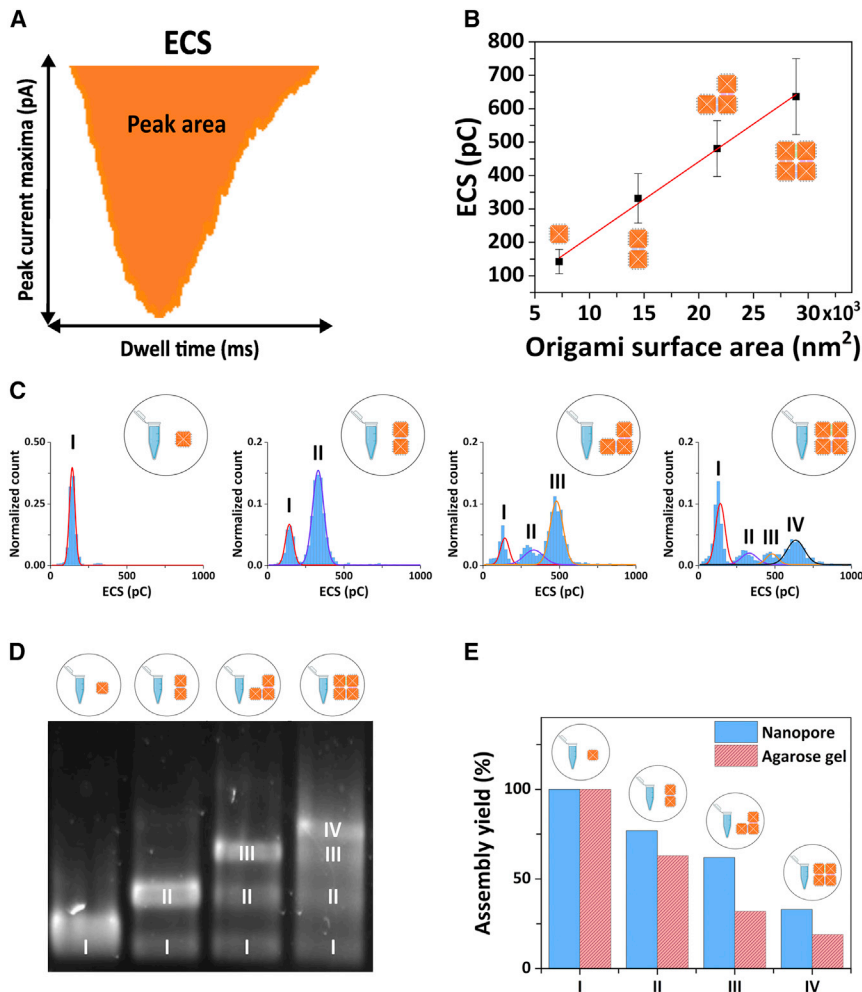 A
ECS
Peak current maxima (pA)
Peak area
Dwell time (ms)
B
ECS (pC)
800
700
600
500
400
300
200
100
5 10 15 20 25 30x10³
Origami surface area (nm²)
C
Normalized count
0.50
0.25
0.00
I
0 500 1000
ECS (pC)
Normalized count
0.2
0.1
0.0
I II
0 500 1000
ECS (pC)
Normalized count
0.2
0.1
0.0
I II III
0 500 1000
ECS (pC)
Normalized count
0.2
0.1
0.0
I II III IV
0 500 1000
ECS (pC)
D
IV
III III
II II II
I I I I
E
Assembly yield (%)
100
50
0
Nanopore
Agarose gel
I II III IV